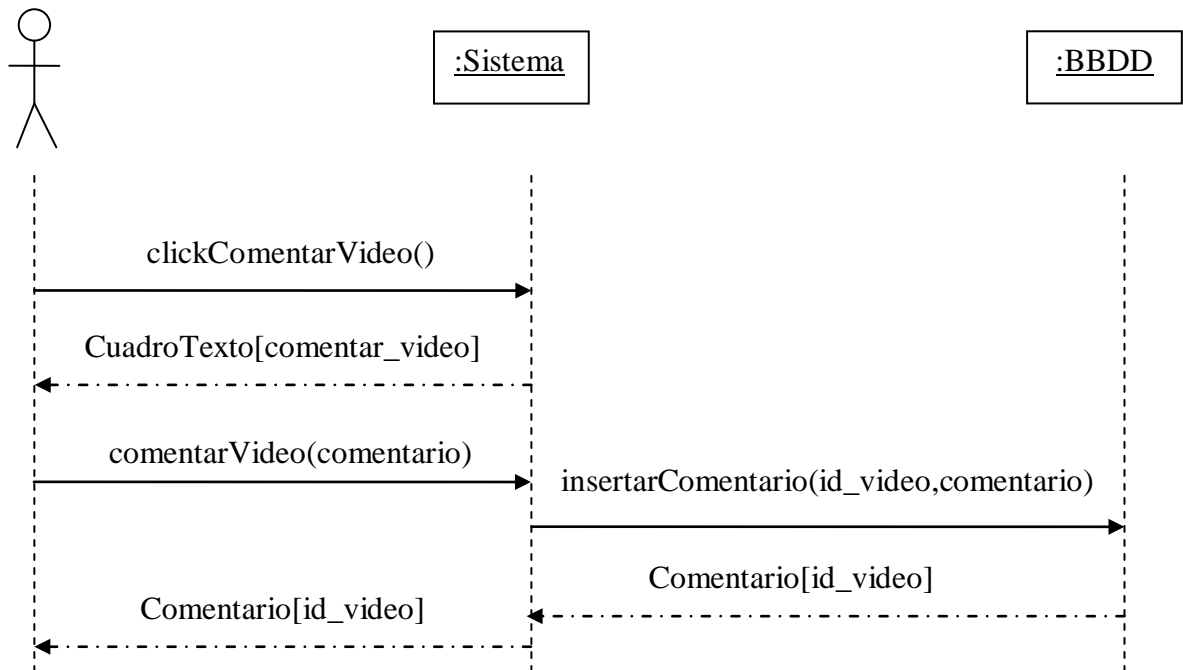 :Sistema
:BBDD
clickComentarVideo()
CuadroTexto[comentar_video]
comentarVideo(comentario)
insertarComentario(id_video,comentario)
Comentario[id_video]
Comentario[id_video]